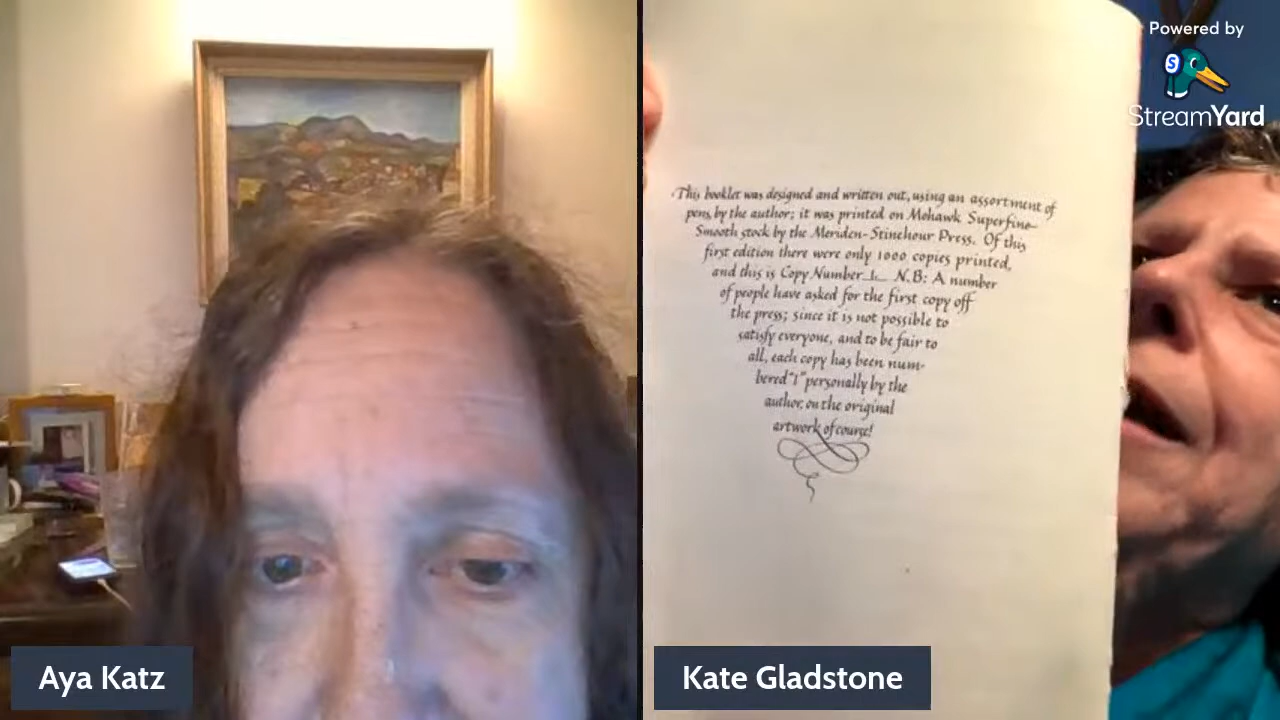 Powered by
StreamYard
This booklet was designed and written out, using an assortment of
pens, by the author; it was printed on Mohawk Superfine
Smooth stock by the Meriden-Stinehour Press. Of this
first edition there were only 1000 copies printed,
and this is Copy Number 1. N.B: A number
of people have asked for the first copy off
the press; since it is not possible to
satisfy everyone, and to be fair to
all, each copy has been num-
bered "1" personally by the
author, on the original
artwork of course!
Aya Katz
Kate Gladstone